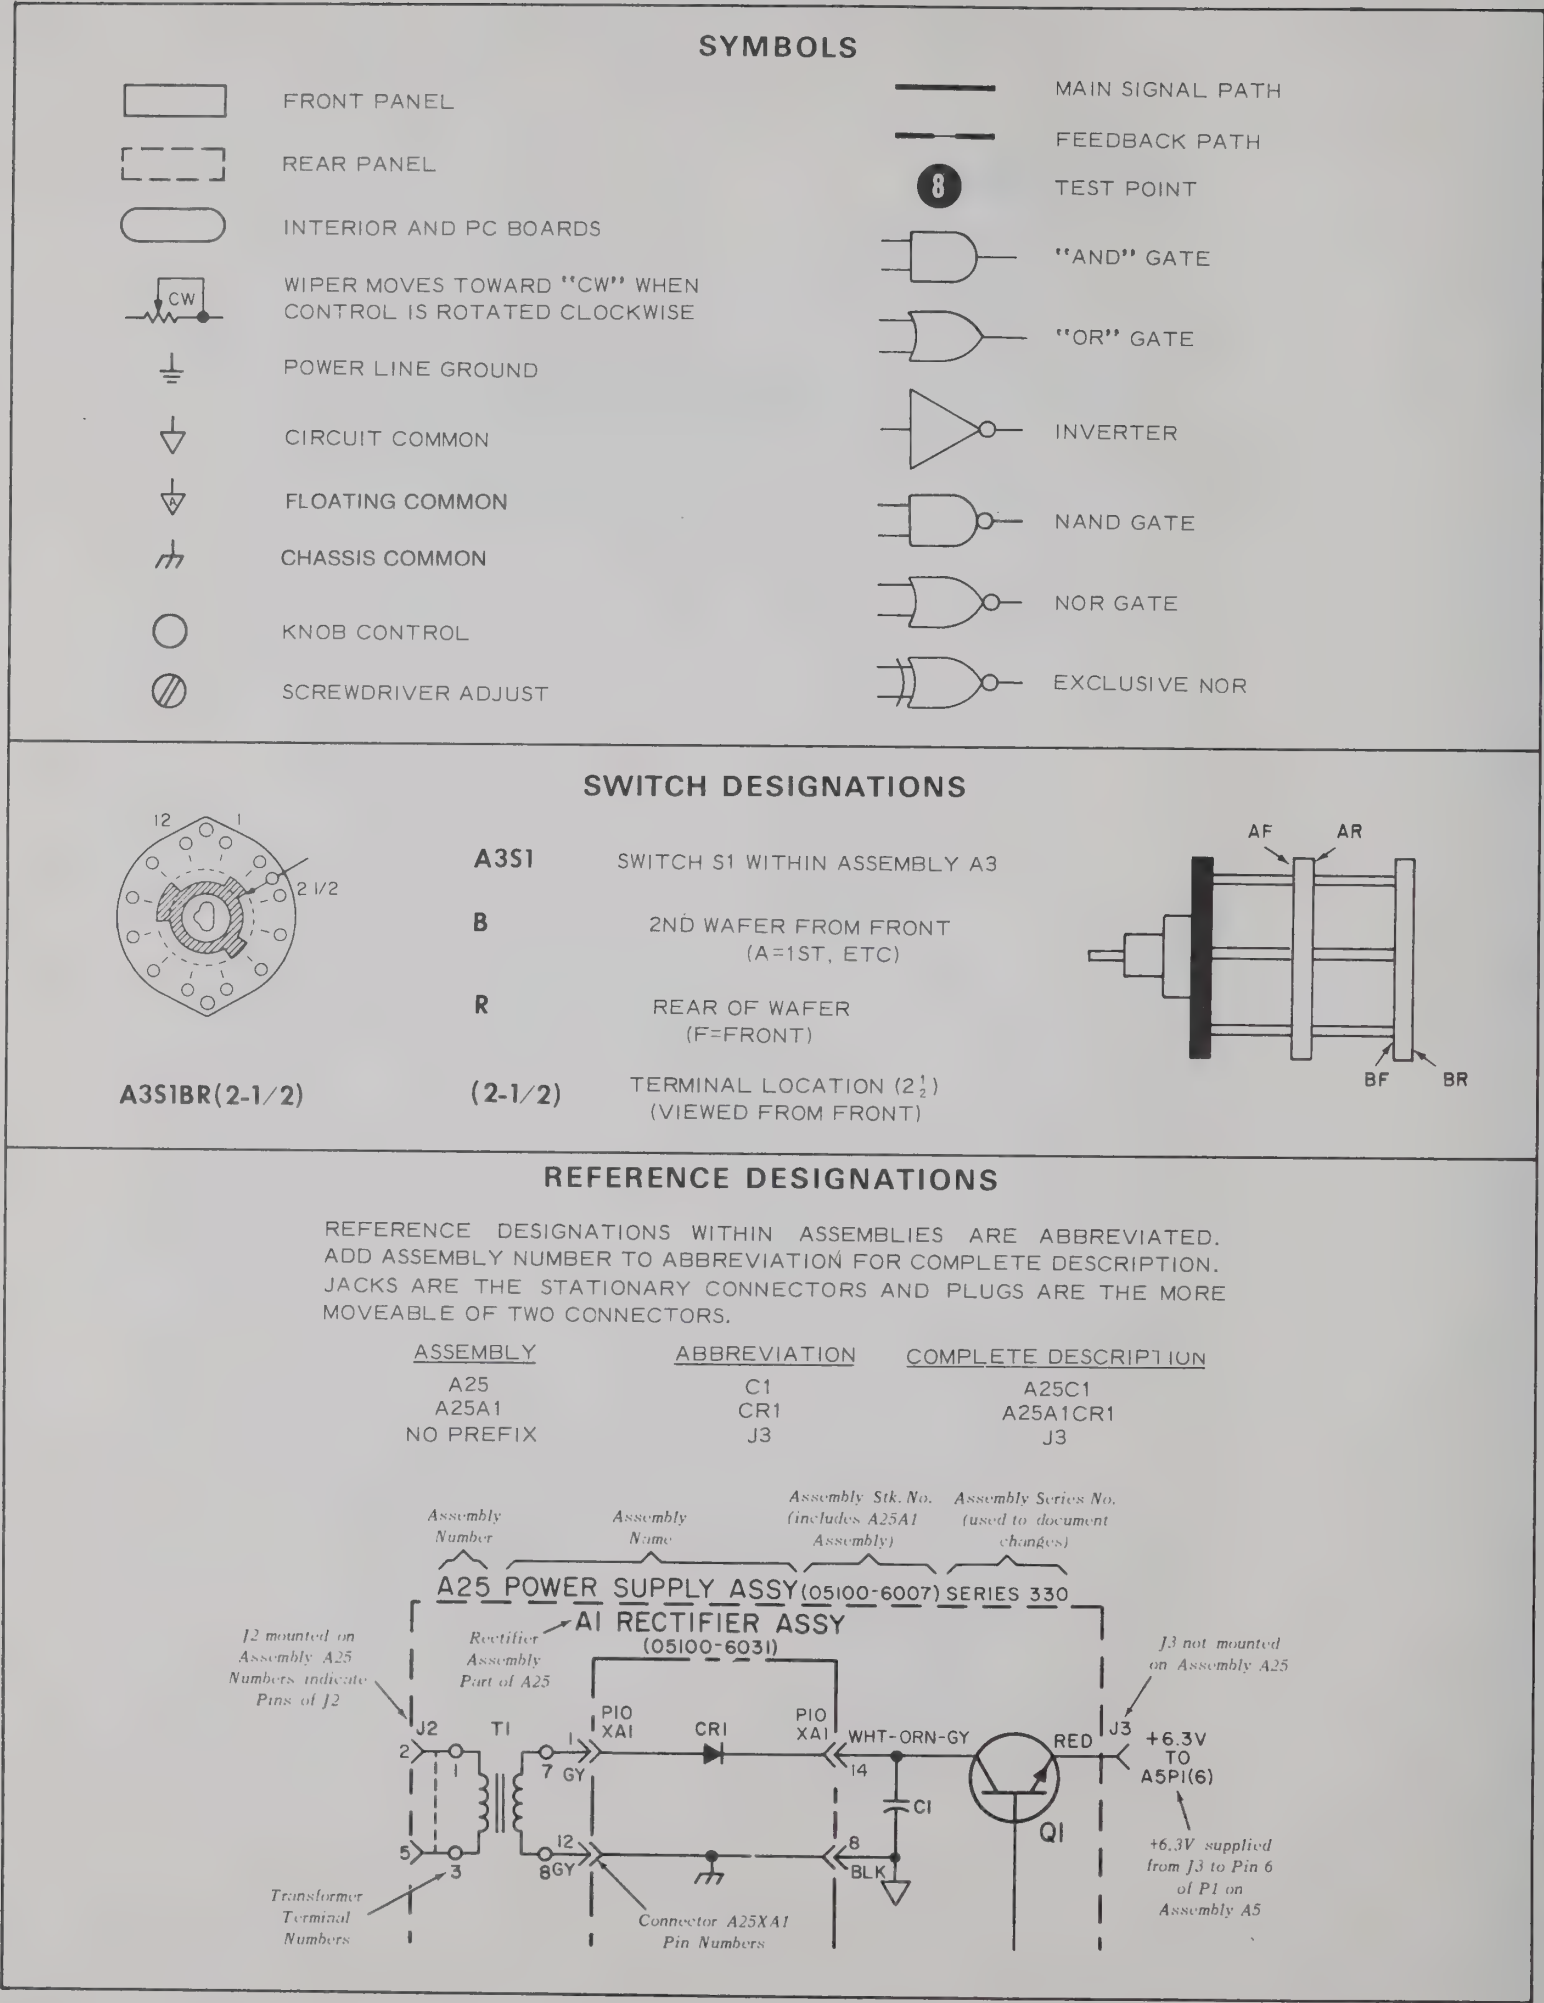 SYMBOLS
FRONT PANEL
REAR PANEL
INTERIOR AND PC BOARDS
CW
WIPER MOVES TOWARD "CW" WHEN
CONTROL IS ROTATED CLOCKWISE
POWER LINE GROUND
CIRCUIT COMMON
A
FLOATING COMMON
CHASSIS COMMON
KNOB CONTROL
SCREWDRIVER ADJUST
MAIN SIGNAL PATH
FEEDBACK PATH
8
TEST POINT
"AND" GATE
"OR" GATE
INVERTER
NAND GATE
NOR GATE
EXCLUSIVE NOR
SWITCH DESIGNATIONS
12 1
2 1/2
A3S1BR(2-1/2)
A3S1 SWITCH S1 WITHIN ASSEMBLY A3
B 2ND WAFER FROM FRONT
(A=1ST, ETC)
R REAR OF WAFER
(F=FRONT)
(2-1/2) TERMINAL LOCATION (2½)
(VIEWED FROM FRONT)
AF AR
BF BR
REFERENCE DESIGNATIONS
REFERENCE DESIGNATIONS WITHIN ASSEMBLIES ARE ABBREVIATED.
ADD ASSEMBLY NUMBER TO ABBREVIATION FOR COMPLETE DESCRIPTION.
JACKS ARE THE STATIONARY CONNECTORS AND PLUGS ARE THE MORE
MOVEABLE OF TWO CONNECTORS.
ASSEMBLY ABBREVIATION COMPLETE DESCRIPTION
A25 C1 A25C1
A25A1 CR1 A25A1CR1
NO PREFIX J3 J3
Assembly
Number
Assembly
Name
Assembly Stk. No.
(includes A25A1
Assembly)
Assembly Series No.
(used to document
changes)
A25 POWER SUPPLY ASSY (05100-6007) SERIES 330
A1 RECTIFIER ASSY
(05100-6031)
J2 mounted on
Assembly A25
Numbers indicate
Pins of J2
Rectifier
Assembly
Part of A25
J3 not mounted
on Assembly A25
J2 T1
P10
XA1
CR1
P10
XA1
WHT-ORN-GY
RED
J3
+6.3V
TO
A5P1(6)
2 1 7 1
GY
14
C1
Q1
5 3 8 12
GY
8
BLK
+6.3V supplied
from J3 to Pin 6
of P1 on
Assembly A5
Transformer
Terminal
Numbers
Connector A25XA1
Pin Numbers